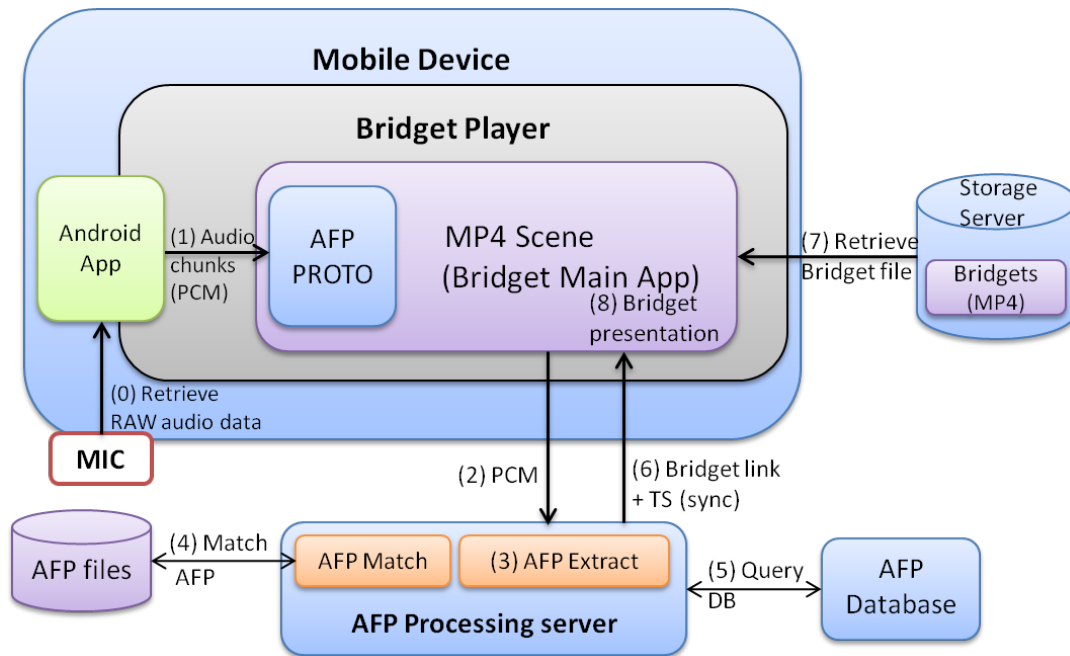 Mobile Device
Bridget Player
Android
App
(1) Audio
chunks
(PCM)
AFP
PROTO
MP4 Scene
(Bridget Main App)
(8) Bridget
presentation
(7) Retrieve
Bridget file
Storage
Server
Bridgets
(MP4)
(0) Retrieve
RAW audio data
MIC
(2) PCM
(6) Bridget link
+ TS (sync)
AFP files
(4) Match
AFP
AFP Match
(3) AFP Extract
AFP Processing server
(5) Query
DB
AFP
Database